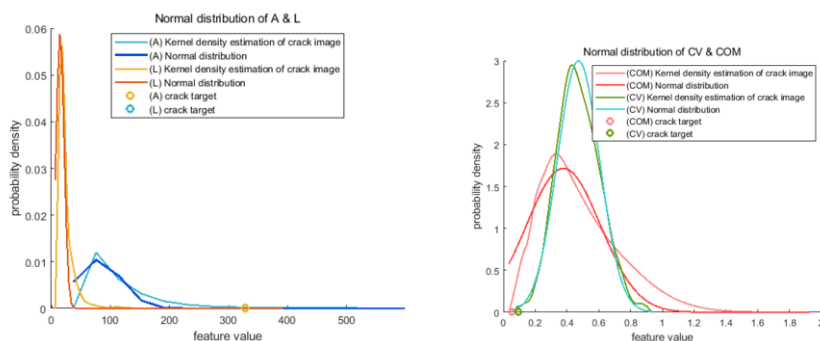 Normal distribution of A & L
0.06
0.05
0.04
0.03
0.02
0.01
0
probability density
(A) Kernel density estimation of crack image
(A) Normal distribution
(L) Kernel density estimation of crack image
(L) Normal distribution
(A) crack target
(L) crack target
0 100 200 300 400 500
feature value
Normal distribution of CV & COM
3
2.5
2
1.5
1
0.5
0
probability density
(COM) Kernel density estimation of crack image
(COM) Normal distribution
(CV) Kernel density estimation of crack image
(CV) Normal distribution
(COM) crack target
(CV) crack target
0 0.2 0.4 0.6 0.8 1 1.2 1.4 1.6 1.8 2
feature value